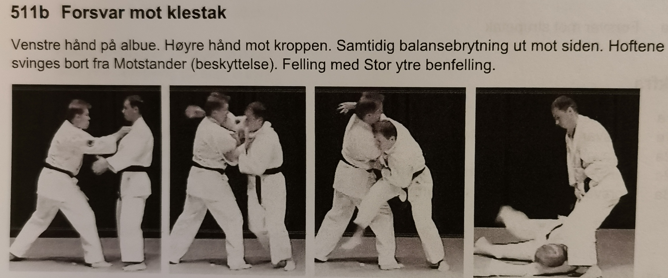 511b Forsvar mot klestak
Venstre hånd på albue. Høyre hånd mot kroppen. Samtidig balansebrytning ut mot siden. Hoftene
svinges bort fra Motstander (beskyttelse). Felling med Stor ytre benfelling.